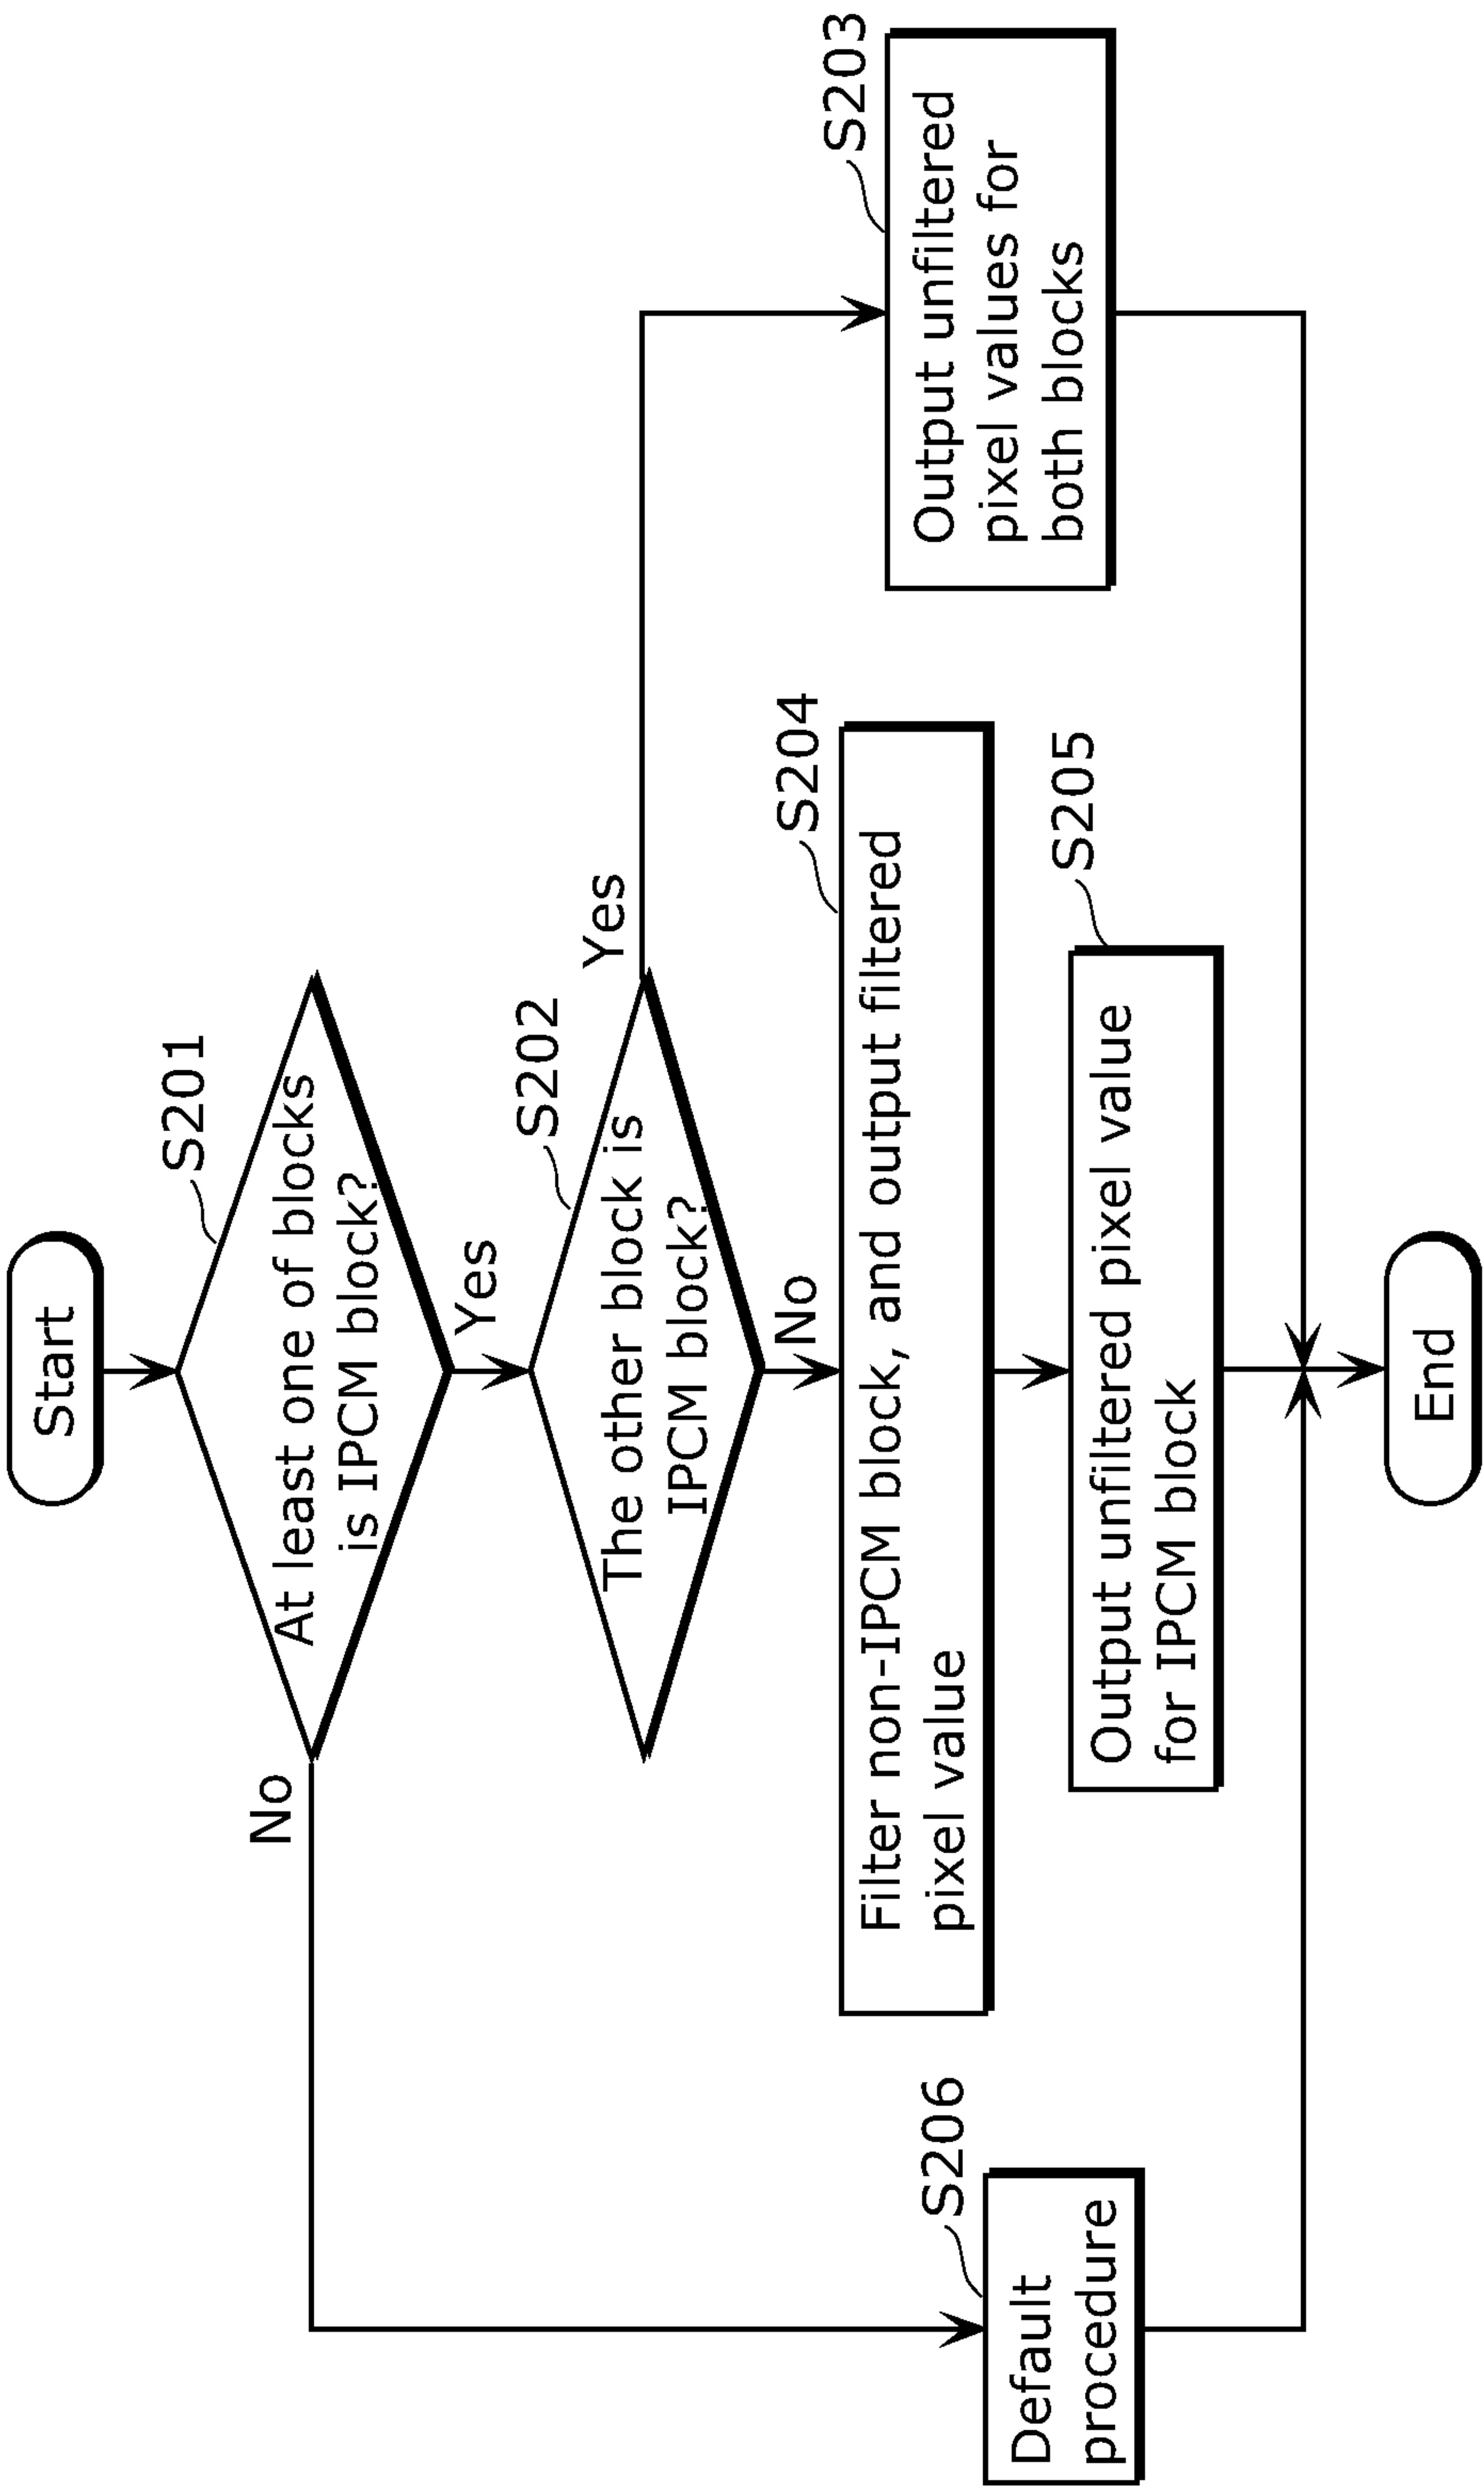 Start
S201
At least one of blocks
is IPCM block?
No
Yes
S202
The other block is
IPCM block?
Yes
No
S203
Output unfiltered
pixel values for
both blocks
S204
Filter non-IPCM block, and output filtered
pixel value
S205
Output unfiltered pixel value
for IPCM block
S206
Default
procedure
End